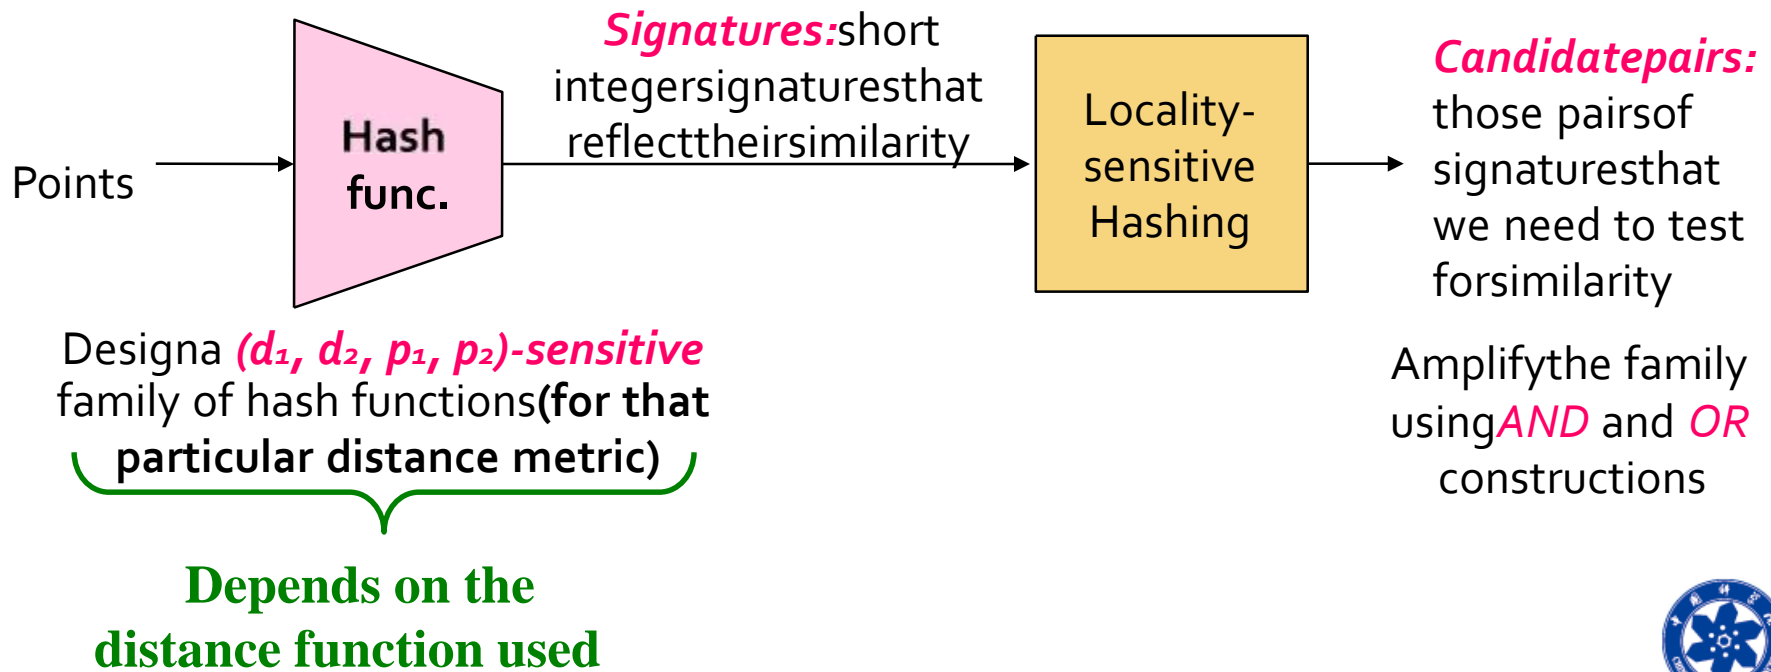 Points
Hash
func.
Signatures:short
integersignaturesthat
reflecttheirsimilarity
Locality-
sensitive
Hashing
Candidatepairs:
those pairsof
signaturesthat
we need to test
forsimilarity
Designa (d₁, d₂, p₁, p₂)-sensitive
family of hash functions(for that
particular distance metric)
Depends on the
distance function used
Amplifythe family
usingAND and OR
constructions